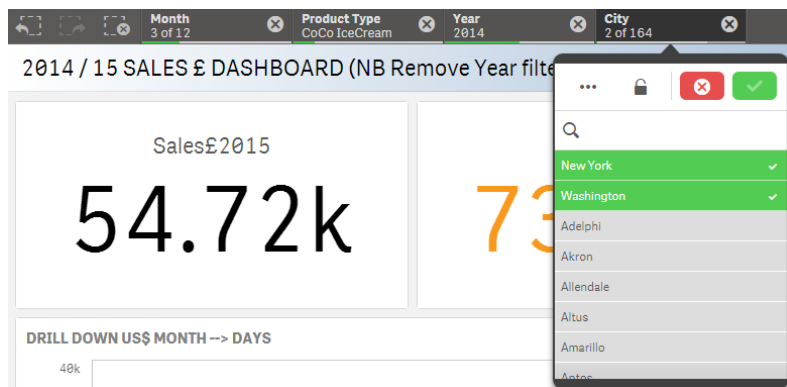 Month
3 of 12
Product Type
CoCo IceCream
Year
2014
City
2 of 164
2014 / 15 SALES £ DASHBOARD (NB Remove Year filte
Sales£2015
54.72k
73
New York
Washington
Adelphi
Akron
Allendale
Altus
Amarillo
Antos
DRILL DOWN US$ MONTH --> DAYS
40k